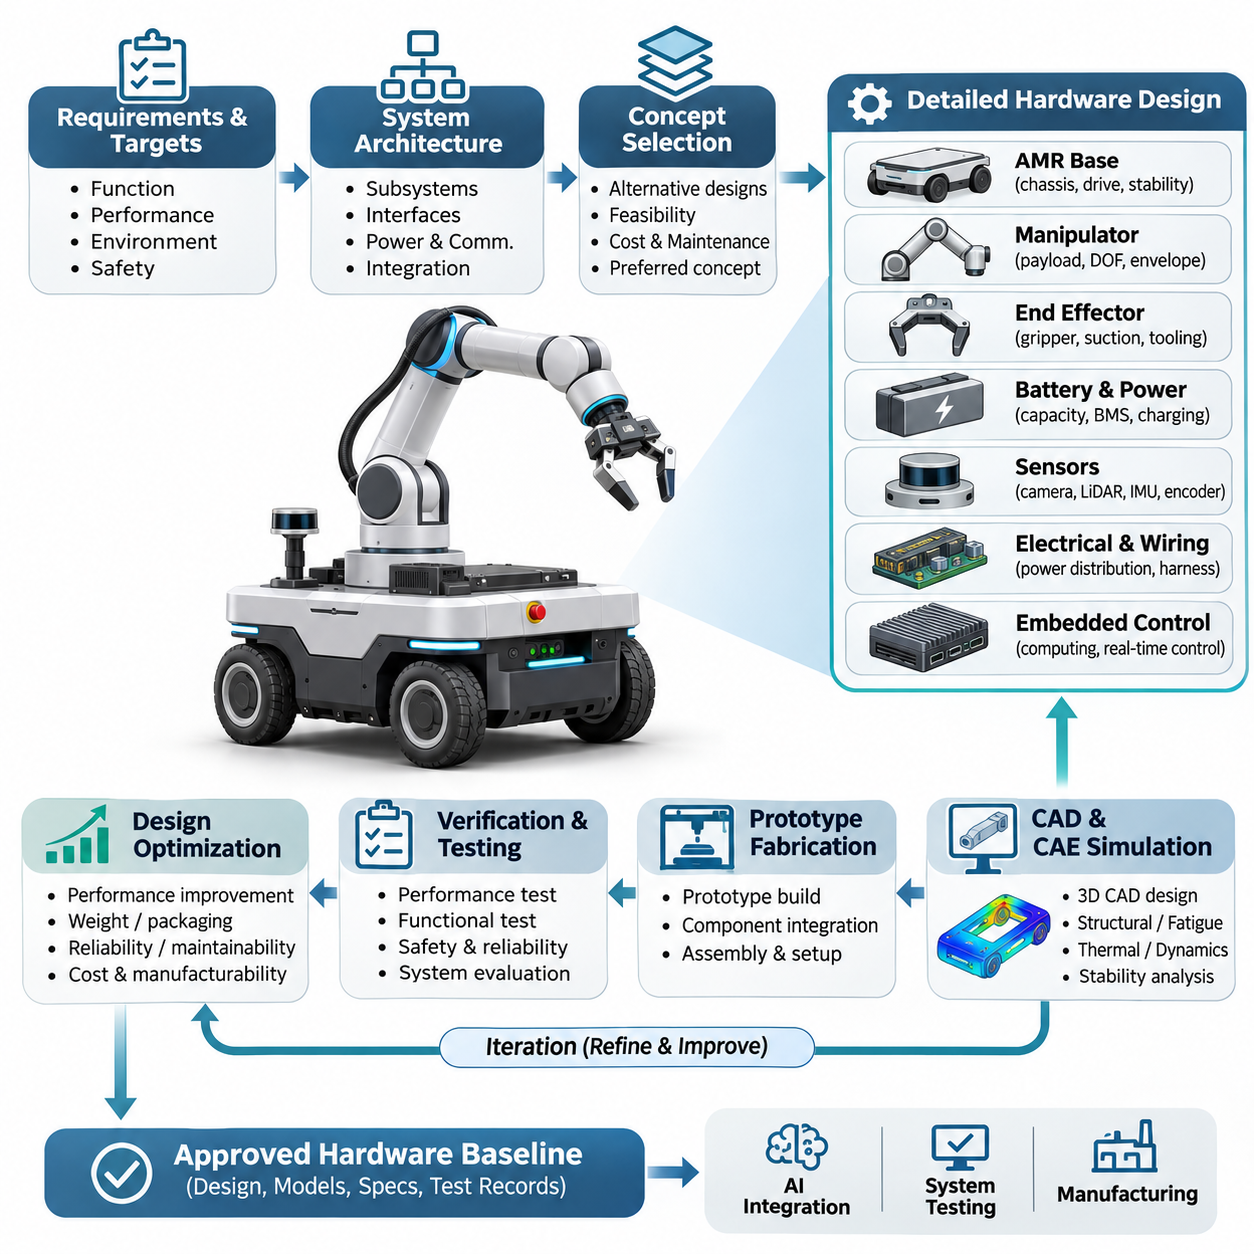 Requirements &
Targets
• Function
• Performance
• Environment
• Safety
System
Architecture
• Subsystems
• Interfaces
• Power & Comm.
• Integration
Concept
Selection
• Alternative designs
• Feasibility
• Cost & Maintenance
• Preferred concept
Detailed Hardware Design
AMR Base
(chassis, drive, stability)
Manipulator
(payload, DOF, envelope)
End Effector
(gripper, suction, tooling)
Battery & Power
(capacity, BMS, charging)
Sensors
(camera, LiDAR, IMU, encoder)
Electrical & Wiring
(power distribution, harness)
Embedded Control
(computing, real-time control)
Design
Optimization
• Performance improvement
• Weight / packaging
• Reliability / maintainability
• Cost & manufacturability
Verification &
Testing
• Performance test
• Functional test
• Safety & reliability
• System evaluation
Prototype
Fabrication
• Prototype build
• Component integration
• Assembly & setup
CAD &
CAE Simulation
• 3D CAD design
• Structural / Fatigue
• Thermal / Dynamics
• Stability analysis
Iteration (Refine & Improve)
Approved Hardware Baseline
(Design, Models, Specs, Test Records)
AI
Integration
System
Testing
Manufacturing